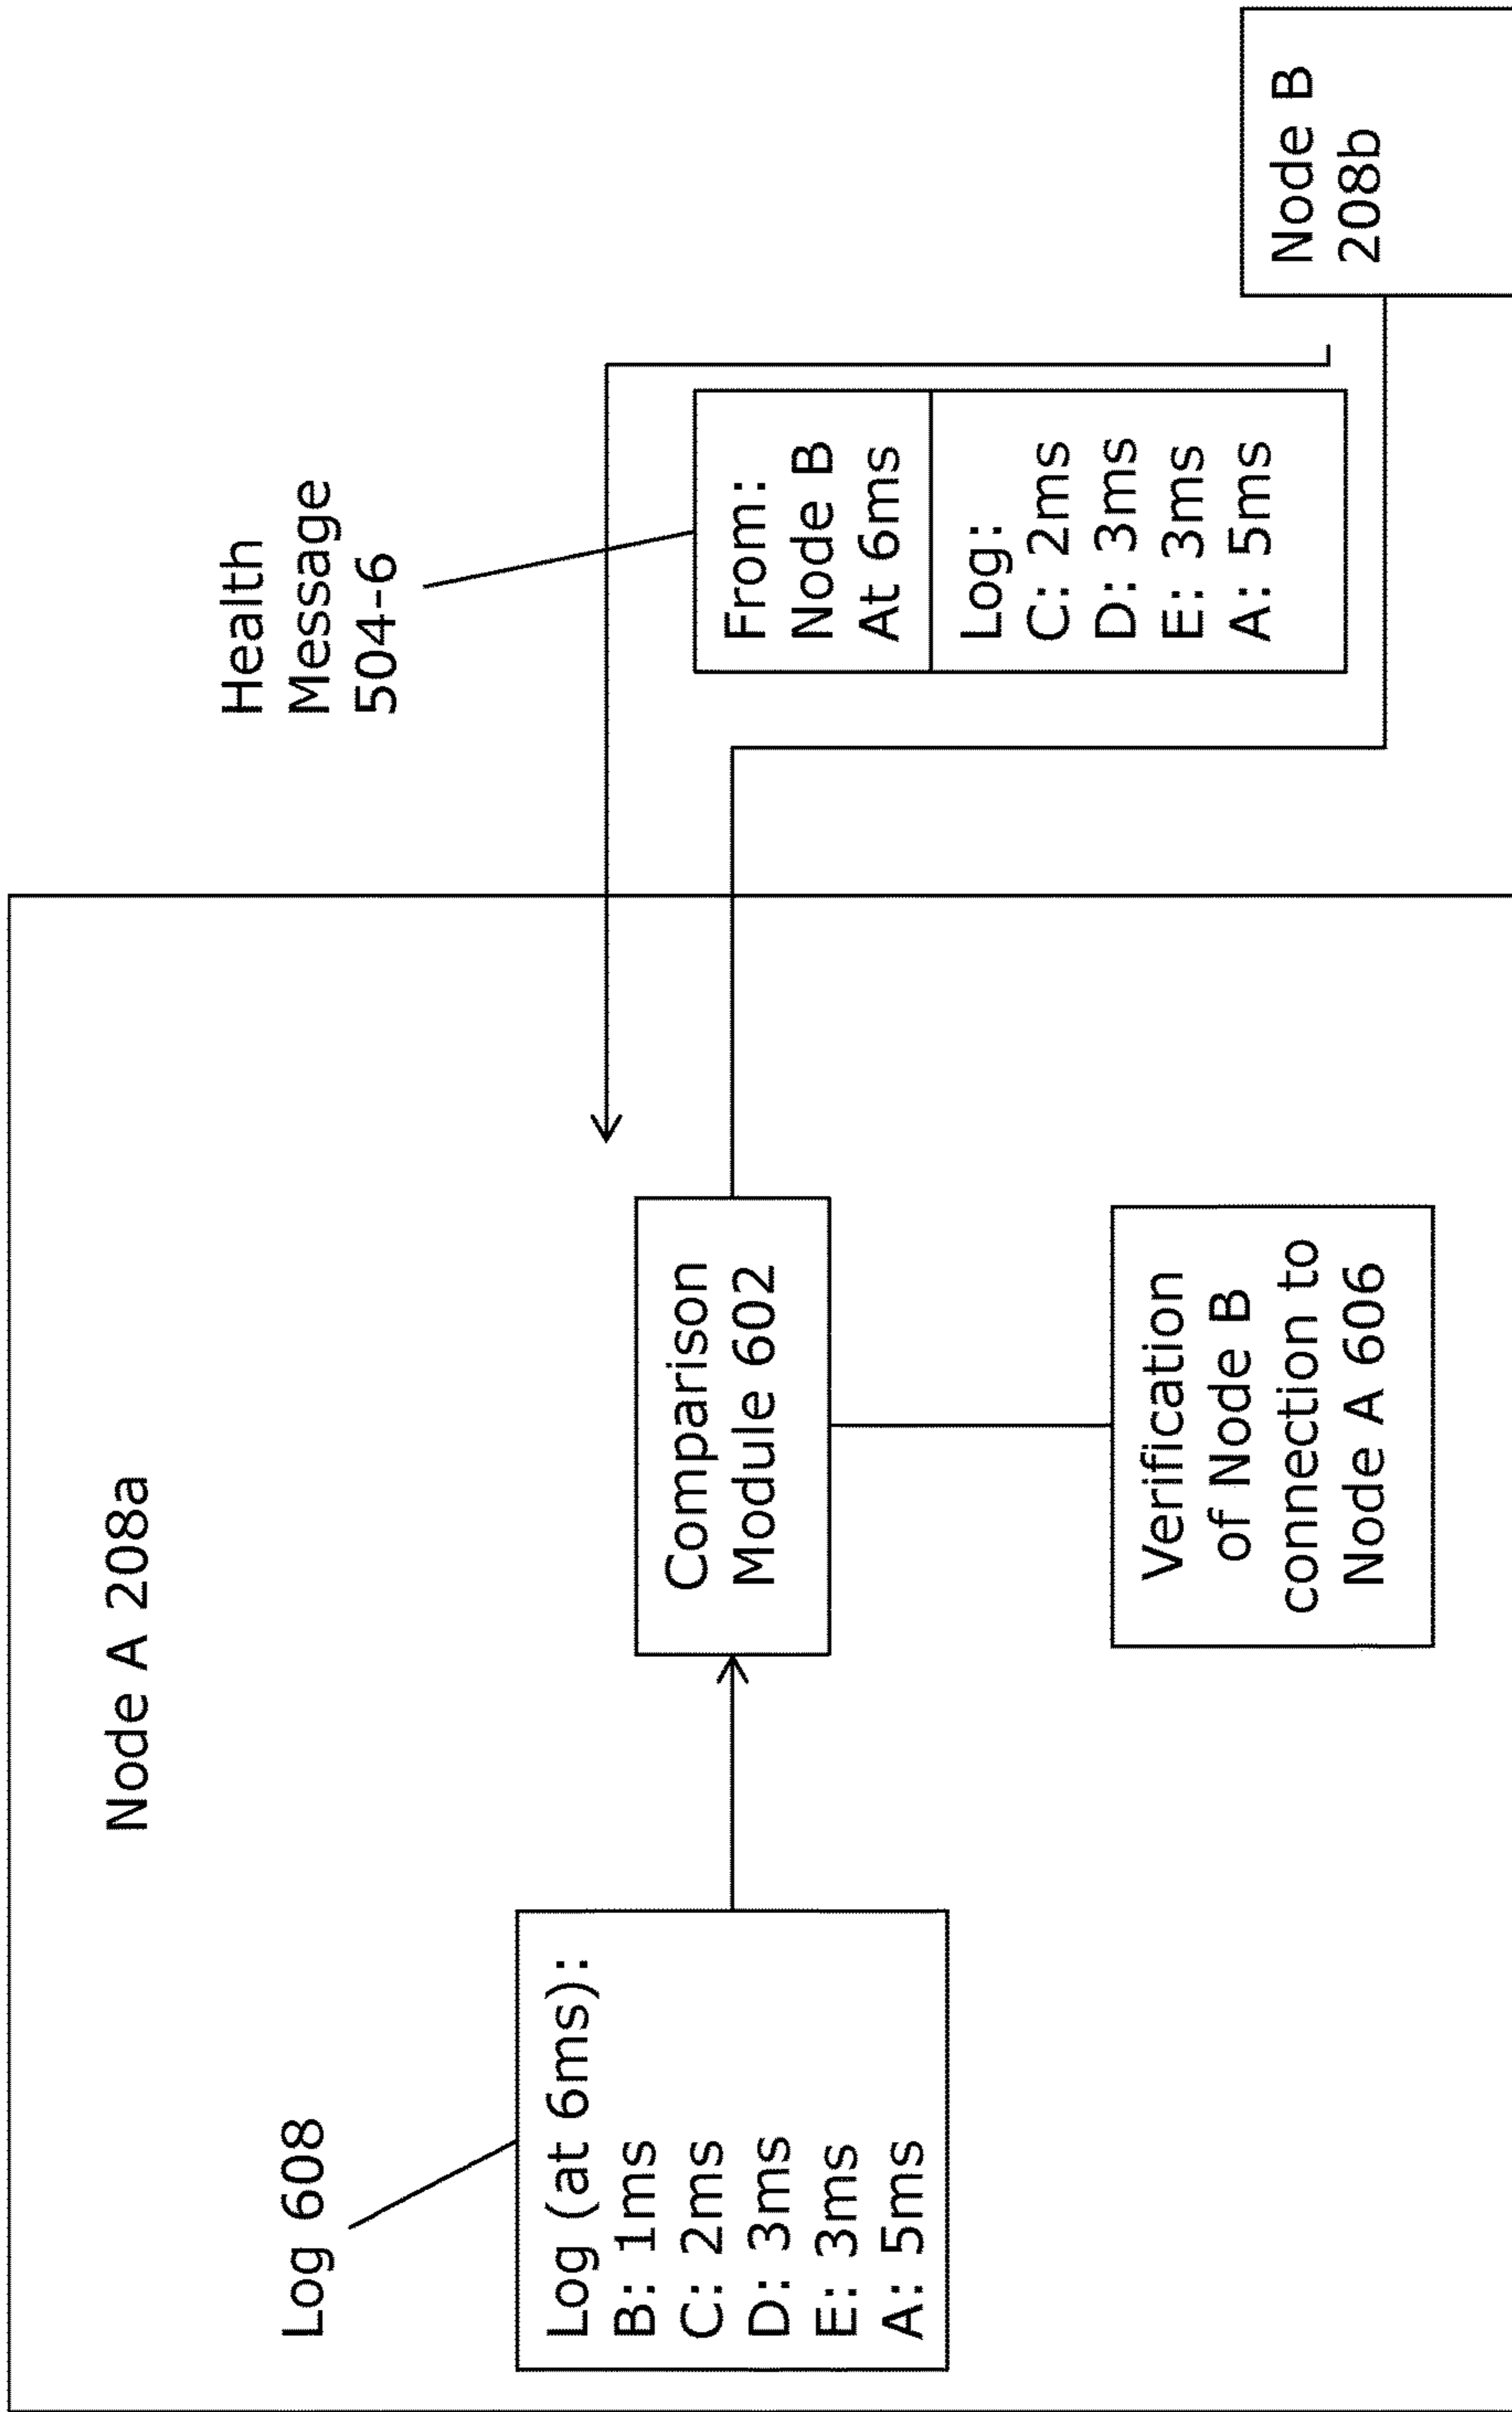 Node A 208a
Log 608
Log (at 6ms):
B: 1ms
C: 2ms
D: 3ms
E: 3ms
A: 5ms
Comparison
Module 602
Verification
of Node B
connection to
Node A 606
Health
Message
504-6
From:
Node B
At 6ms
Log:
C: 2ms
D: 3ms
E: 3ms
A: 5ms
Node B
208b